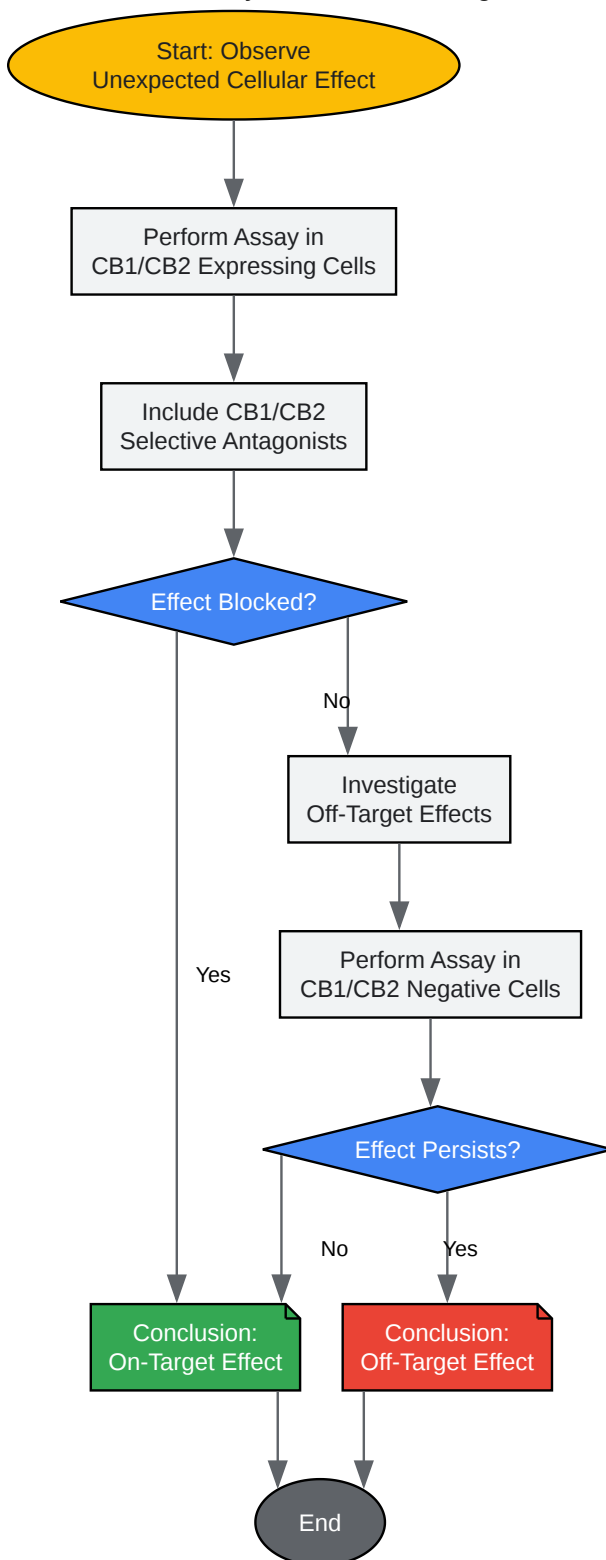 Start: Observe
Unexpected Cellular Effect
Perform Assay in
CB1/CB2 Expressing Cells
Include CB1/CB2
Selective Antagonists
Effect Blocked?
No
Investigate
Off-Target Effects
Perform Assay in
CB1/CB2 Negative Cells
Yes
Effect Persists?
No
Yes
Conclusion:
On-Target Effect
Conclusion:
Off-Target Effect
End